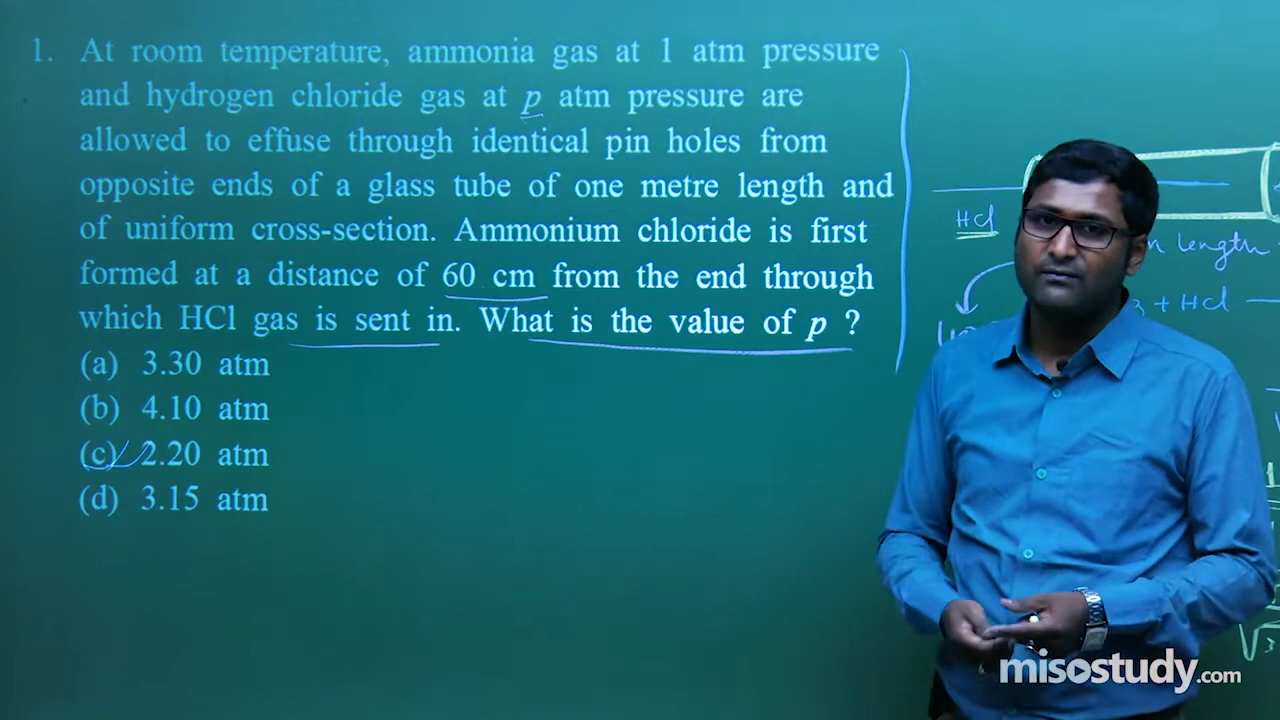 1. At room temperature, ammonia gas at 1 atm pressure
and hydrogen chloride gas at p atm pressure are
allowed to effuse through identical pin holes from
opposite ends of a glass tube of one metre length and
of uniform cross-section. Ammonium chloride is first
formed at a distance of 60 cm from the end through
which HCl gas is sent in. What is the value of p ?
(a) 3.30 atm
(b) 4.10 atm
(c) 2.20 atm
(d) 3.15 atm
HCl
length
+ HCl
misostudy.com